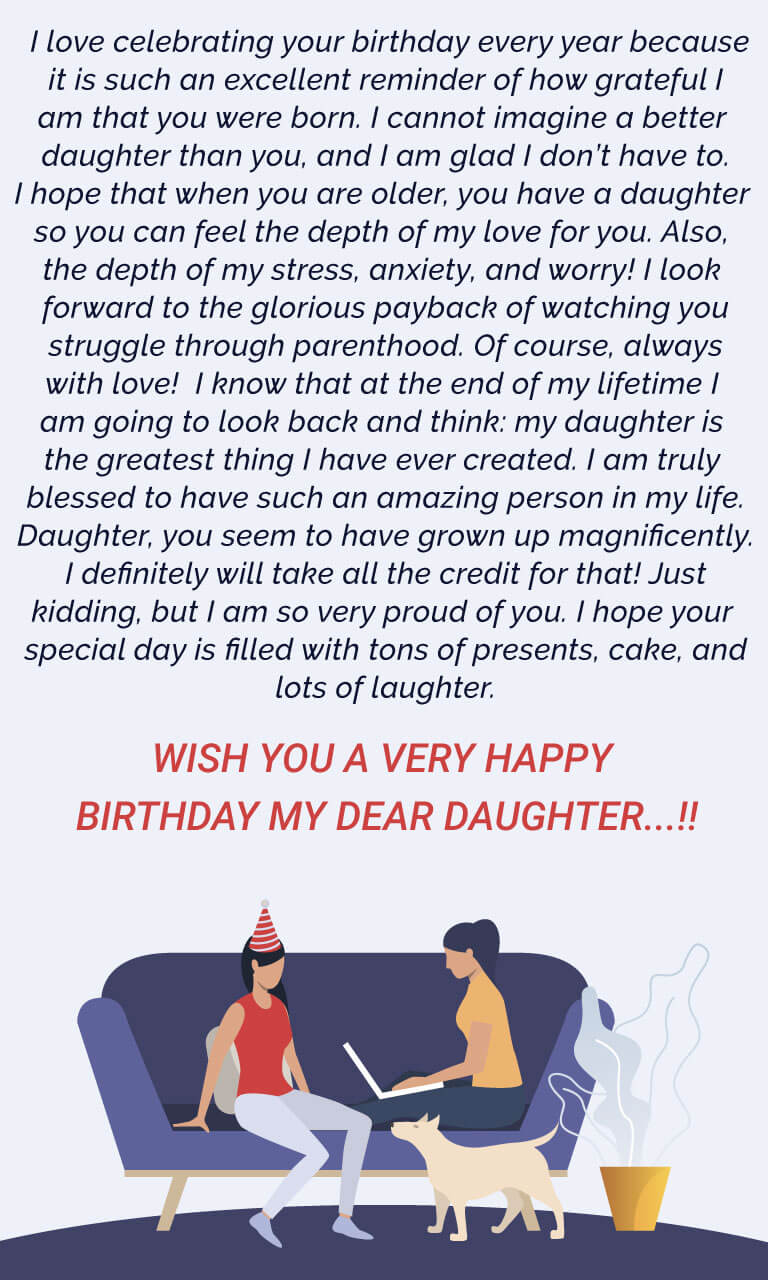 I love celebrating your birthday every year because
it is such an excellent reminder of how grateful I
am that you were born. I cannot imagine a better
daughter than you, and I am glad I don’t have to.
I hope that when you are older, you have a daughter
so you can feel the depth of my love for you. Also,
the depth of my stress, anxiety, and worry! I look
forward to the glorious payback of watching you
struggle through parenthood. Of course, always
with love!  I know that at the end of my lifetime I
am going to look back and think: my daughter is
the greatest thing I have ever created. I am truly
blessed to have such an amazing person in my life.
Daughter, you seem to have grown up magnificently.
I definitely will take all the credit for that! Just
kidding, but I am so very proud of you. I hope your
special day is filled with tons of presents, cake, and
lots of laughter.
WISH YOU A VERY HAPPY
BIRTHDAY MY DEAR DAUGHTER...!!